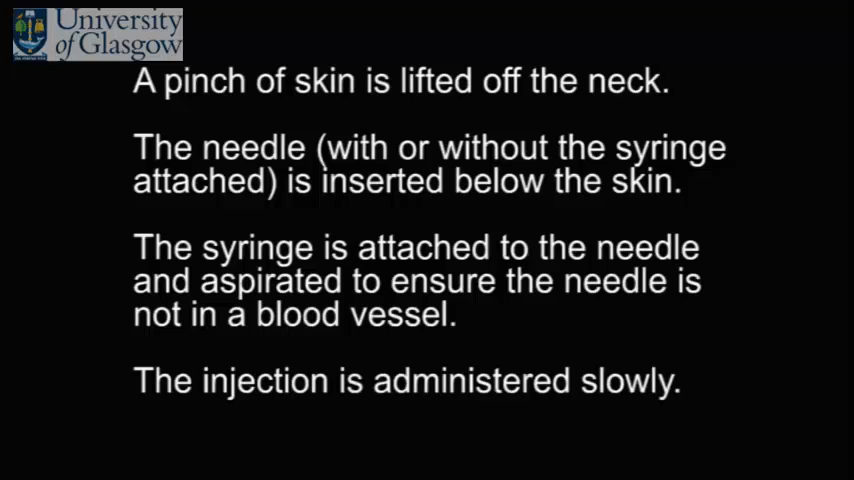 University
of Glasgow
A pinch of skin is lifted off the neck.
The needle (with or without the syringe
attached) is inserted below the skin.
The syringe is attached to the needle
and aspirated to ensure the needle is
not in a blood vessel.
The injection is administered slowly.